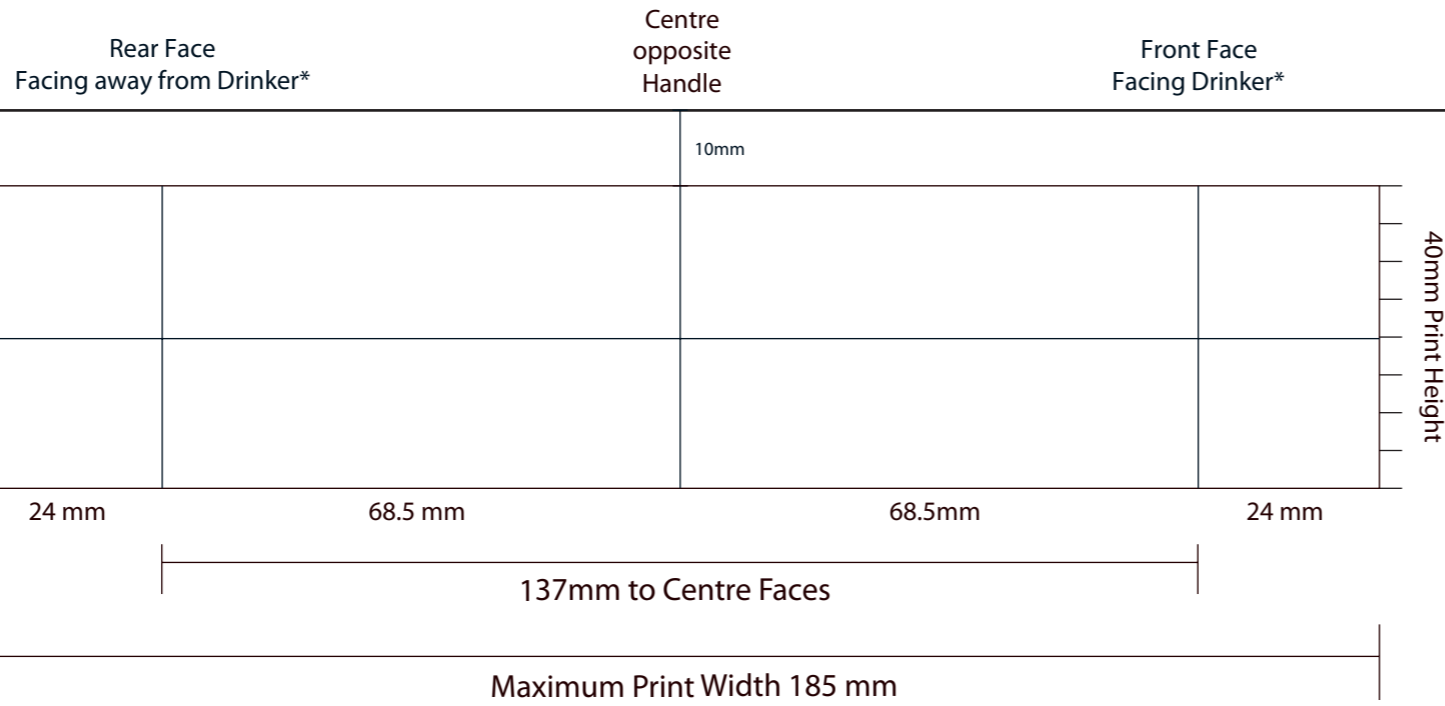 Rear Face
Facing away from Drinker*
Centre
opposite
Handle
Front Face
Facing Drinker*
10mm
40mm Print Height
24 mm
68.5 mm
68.5mm
24 mm
137mm to Centre Faces
Maximum Print Width 185 mm